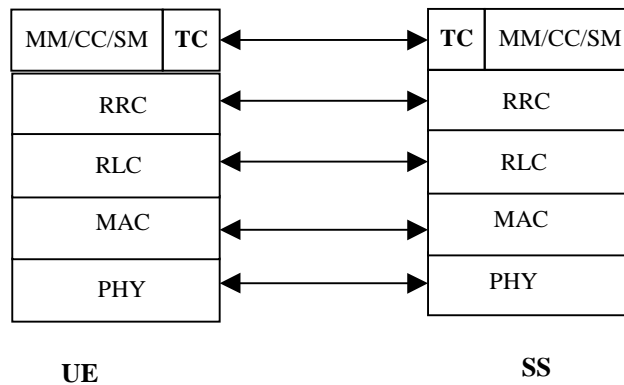 MM/CC/SM TC TC MM/CC/SM
RRC RRC
RLC RLC
MAC MAC
PHY PHY
UE SS